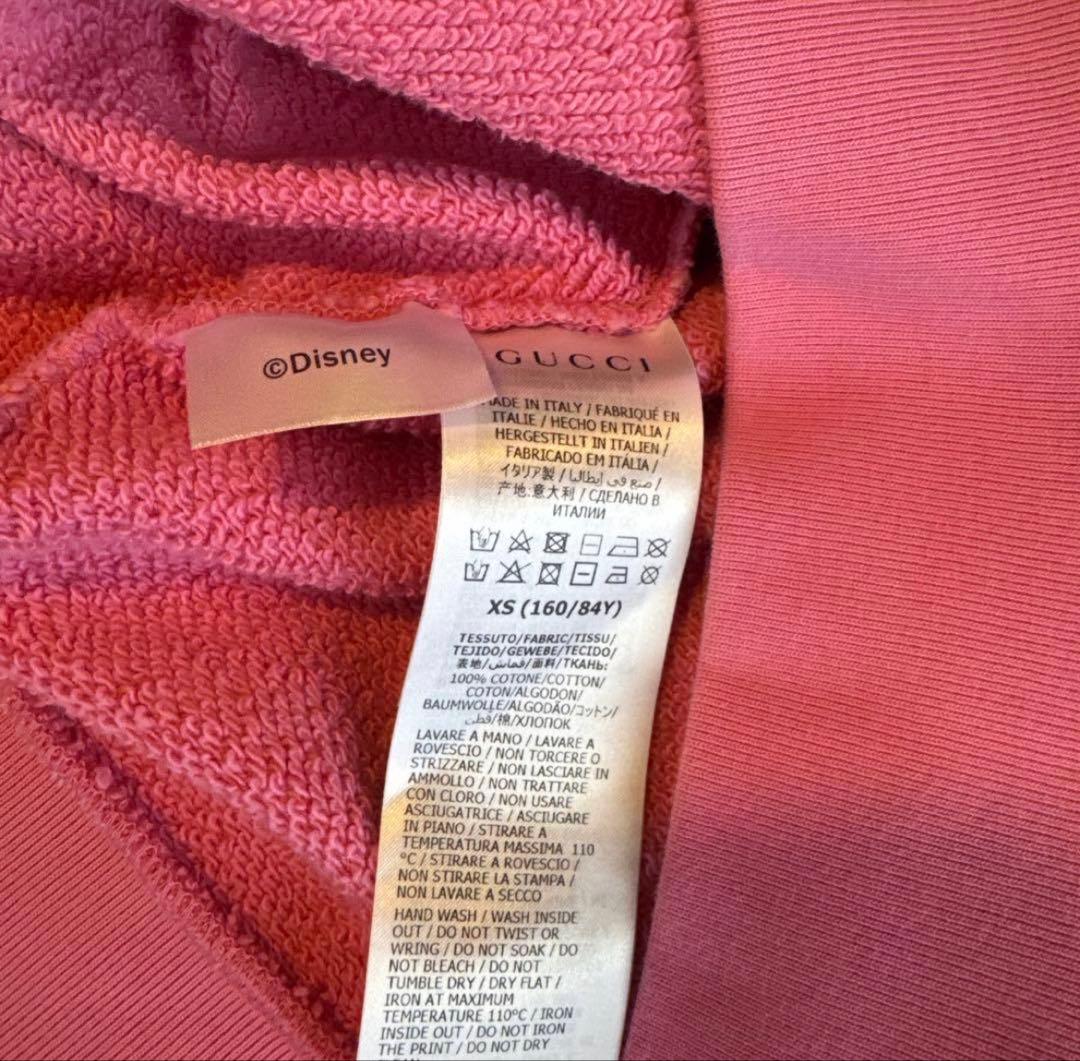 ©Disney
GUCCI
MADE IN ITALY / FABRIQUÉ EN
ITALIE / HECHO EN ITALIA /
HERGESTELLT IN ITALIEN /
FABRICADO EM ITÁLIA /
イタリア製 / صنع في إيطاليا /
产地:意大利 / СДЕЛАНО В
ИТАЛИИ
XS (160/84Y)
TESSUTO/FABRIC/TISSU/
TEJIDO/GEWEBE/TECIDO/
表地/قماش/面料/ТКАНЬ:
100% COTONE/COTTON/
COTON/ALGODON/
BAUMWOLLE/ALGODÃO/コットン/
قطن/棉/ХЛОПОК
LAVARE A MANO / LAVARE A
ROVESCIO / NON TORCERE O
STRIZZARE / NON LASCIARE IN
AMMOLLO / NON TRATTARE
CON CLORO / NON USARE
ASCIUGATRICE / ASCIUGARE
IN PIANO / STIRARE A
TEMPERATURA MASSIMA 110
°C / STIRARE A ROVESCIO /
NON STIRARE LA STAMPA /
NON LAVARE A SECCO
HAND WASH / WASH INSIDE
OUT / DO NOT TWIST OR
WRING / DO NOT SOAK / DO
NOT BLEACH / DO NOT
TUMBLE DRY / DRY FLAT /
IRON AT MAXIMUM
TEMPERATURE 110°C / IRON
INSIDE OUT / DO NOT IRON
THE PRINT / DO NOT DRY